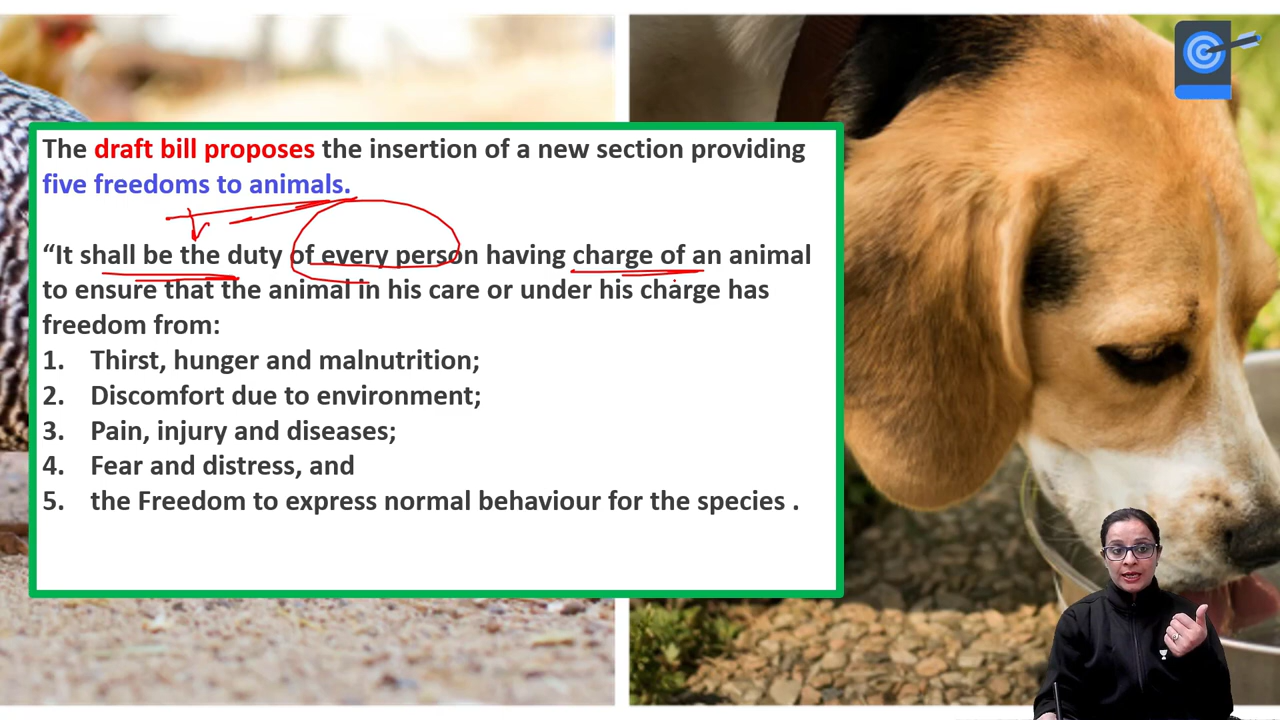 The draft bill proposes the insertion of a new section providing
five freedoms to animals.
“It shall be the duty of every person having charge of an animal
to ensure that the animal in his care or under his charge has
freedom from:
1. Thirst, hunger and malnutrition;
2. Discomfort due to environment;
3. Pain, injury and diseases;
4. Fear and distress, and
5. the Freedom to express normal behaviour for the species .